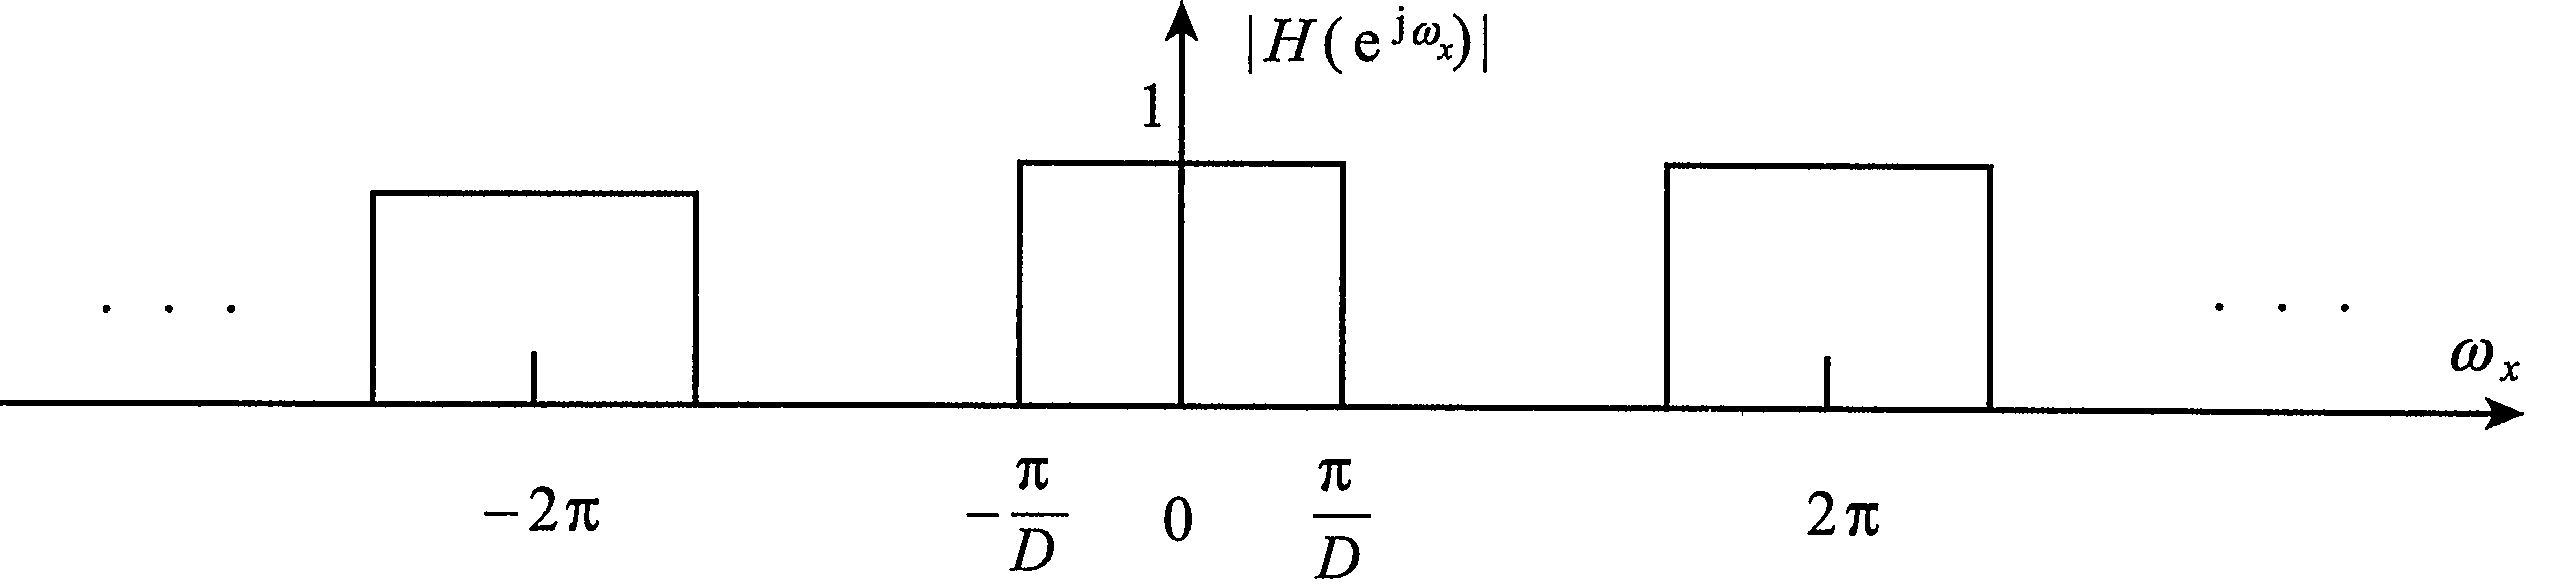 |H(e^{jω_x})|
1
. . .
. . .
ω_x
−2π
−π/D
0
π/D
2π